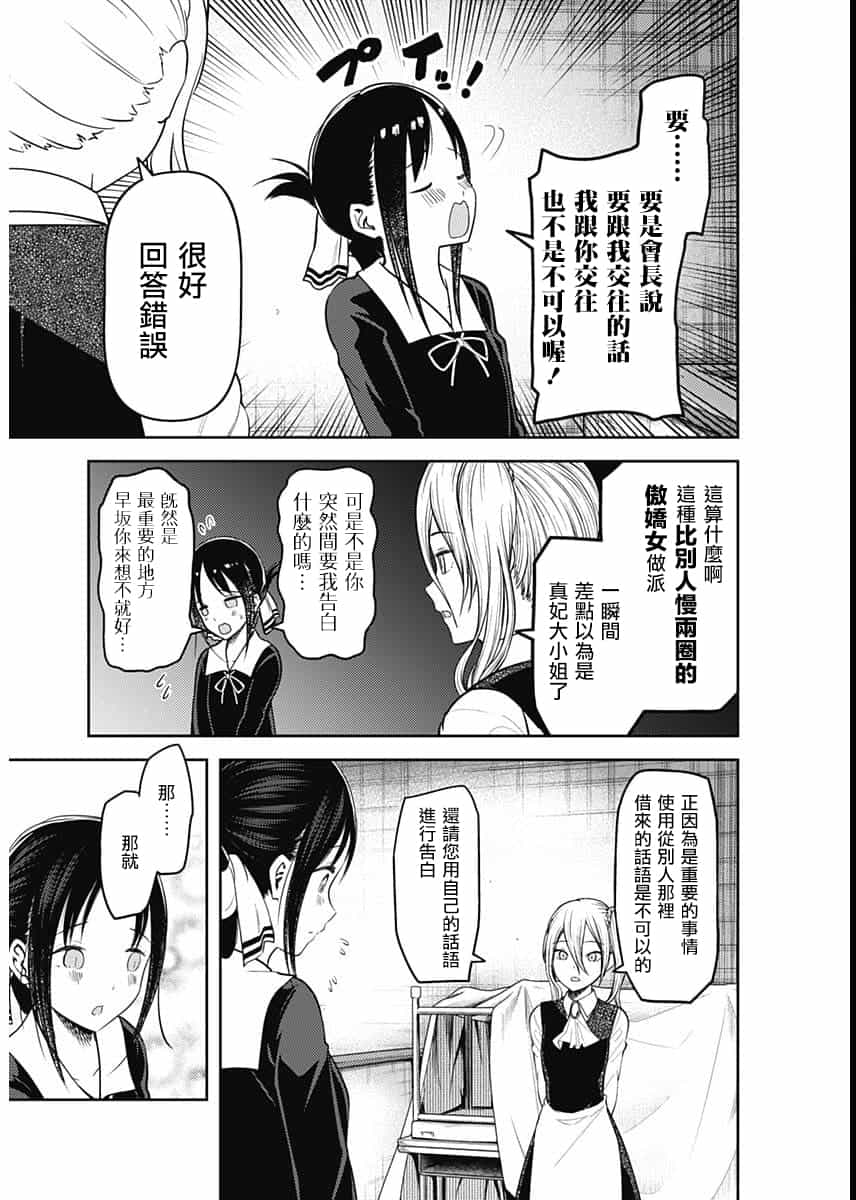 プイッ!
要……
要是會長說
要跟我交往的話
我跟你交往
也不是不可以喔!
很好
回答錯誤
這算什麼啊
這種比別人慢兩圈的
傲嬌女做派
一瞬間
差點以為是
真妃大小姐了
可是不是你
突然間要我告白
什麼的嗎…
既然是
最重要的地方
早坂你來想不就好…
正因為是重要的事情
使用從別人那裡
借來的話語是不可以的
還請您用自己的話語
進行告白
那……
那就